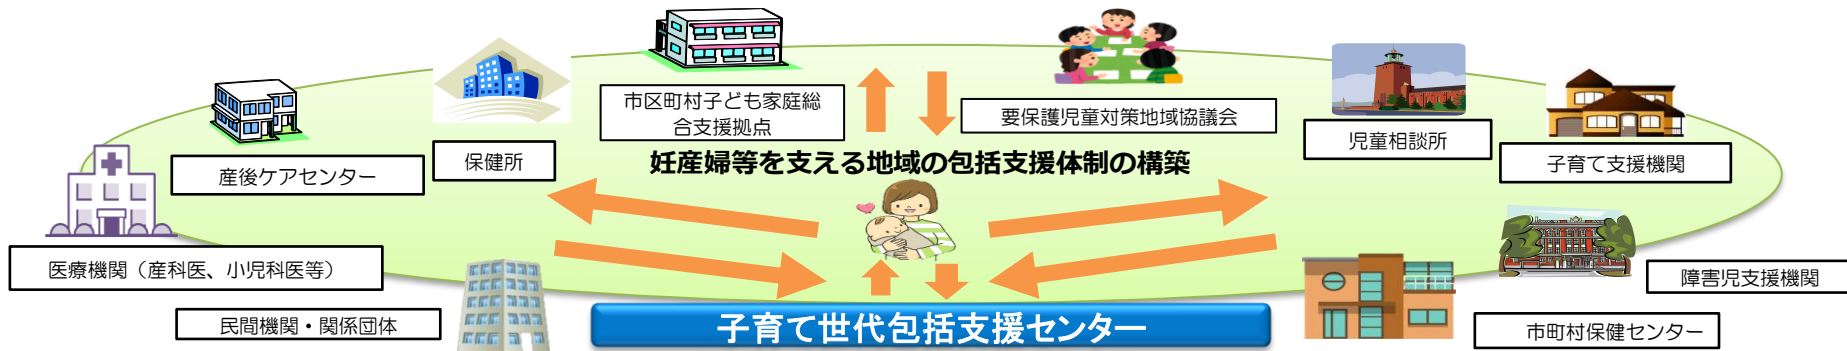 市区町村子ども家庭総
合支援拠点
要保護児童対策地域協議会
児童相談所
子育て支援機関
保健所
産後ケアセンター
妊産婦等を支える地域の包括支援体制の構築
医療機関（産科医、小児科医等）
障害児支援機関
民間機関・関係団体
子育て世代包括支援センター
市町村保健センター